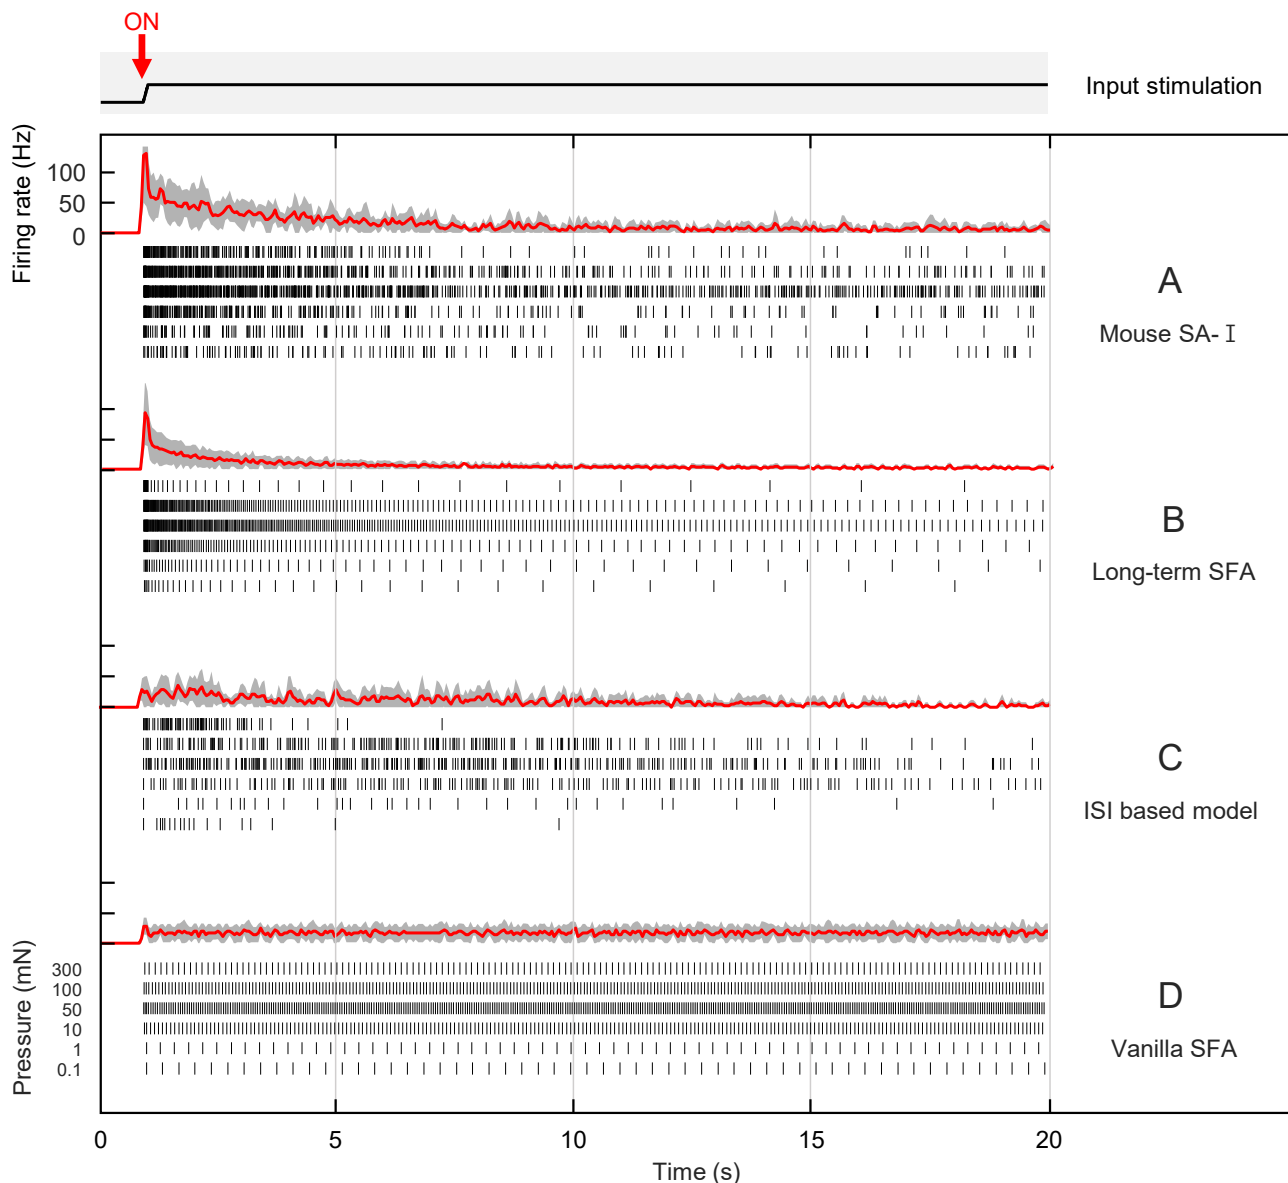 ON
Input stimulation
Firing rate (Hz)
100
50
0
A
Mouse SA-Ⅰ
B
Long-term SFA
C
ISI based model
Pressure (mN)
300
100
50
10
1
0.1
D
Vanilla SFA
0 5 10 15 20
Time (s)